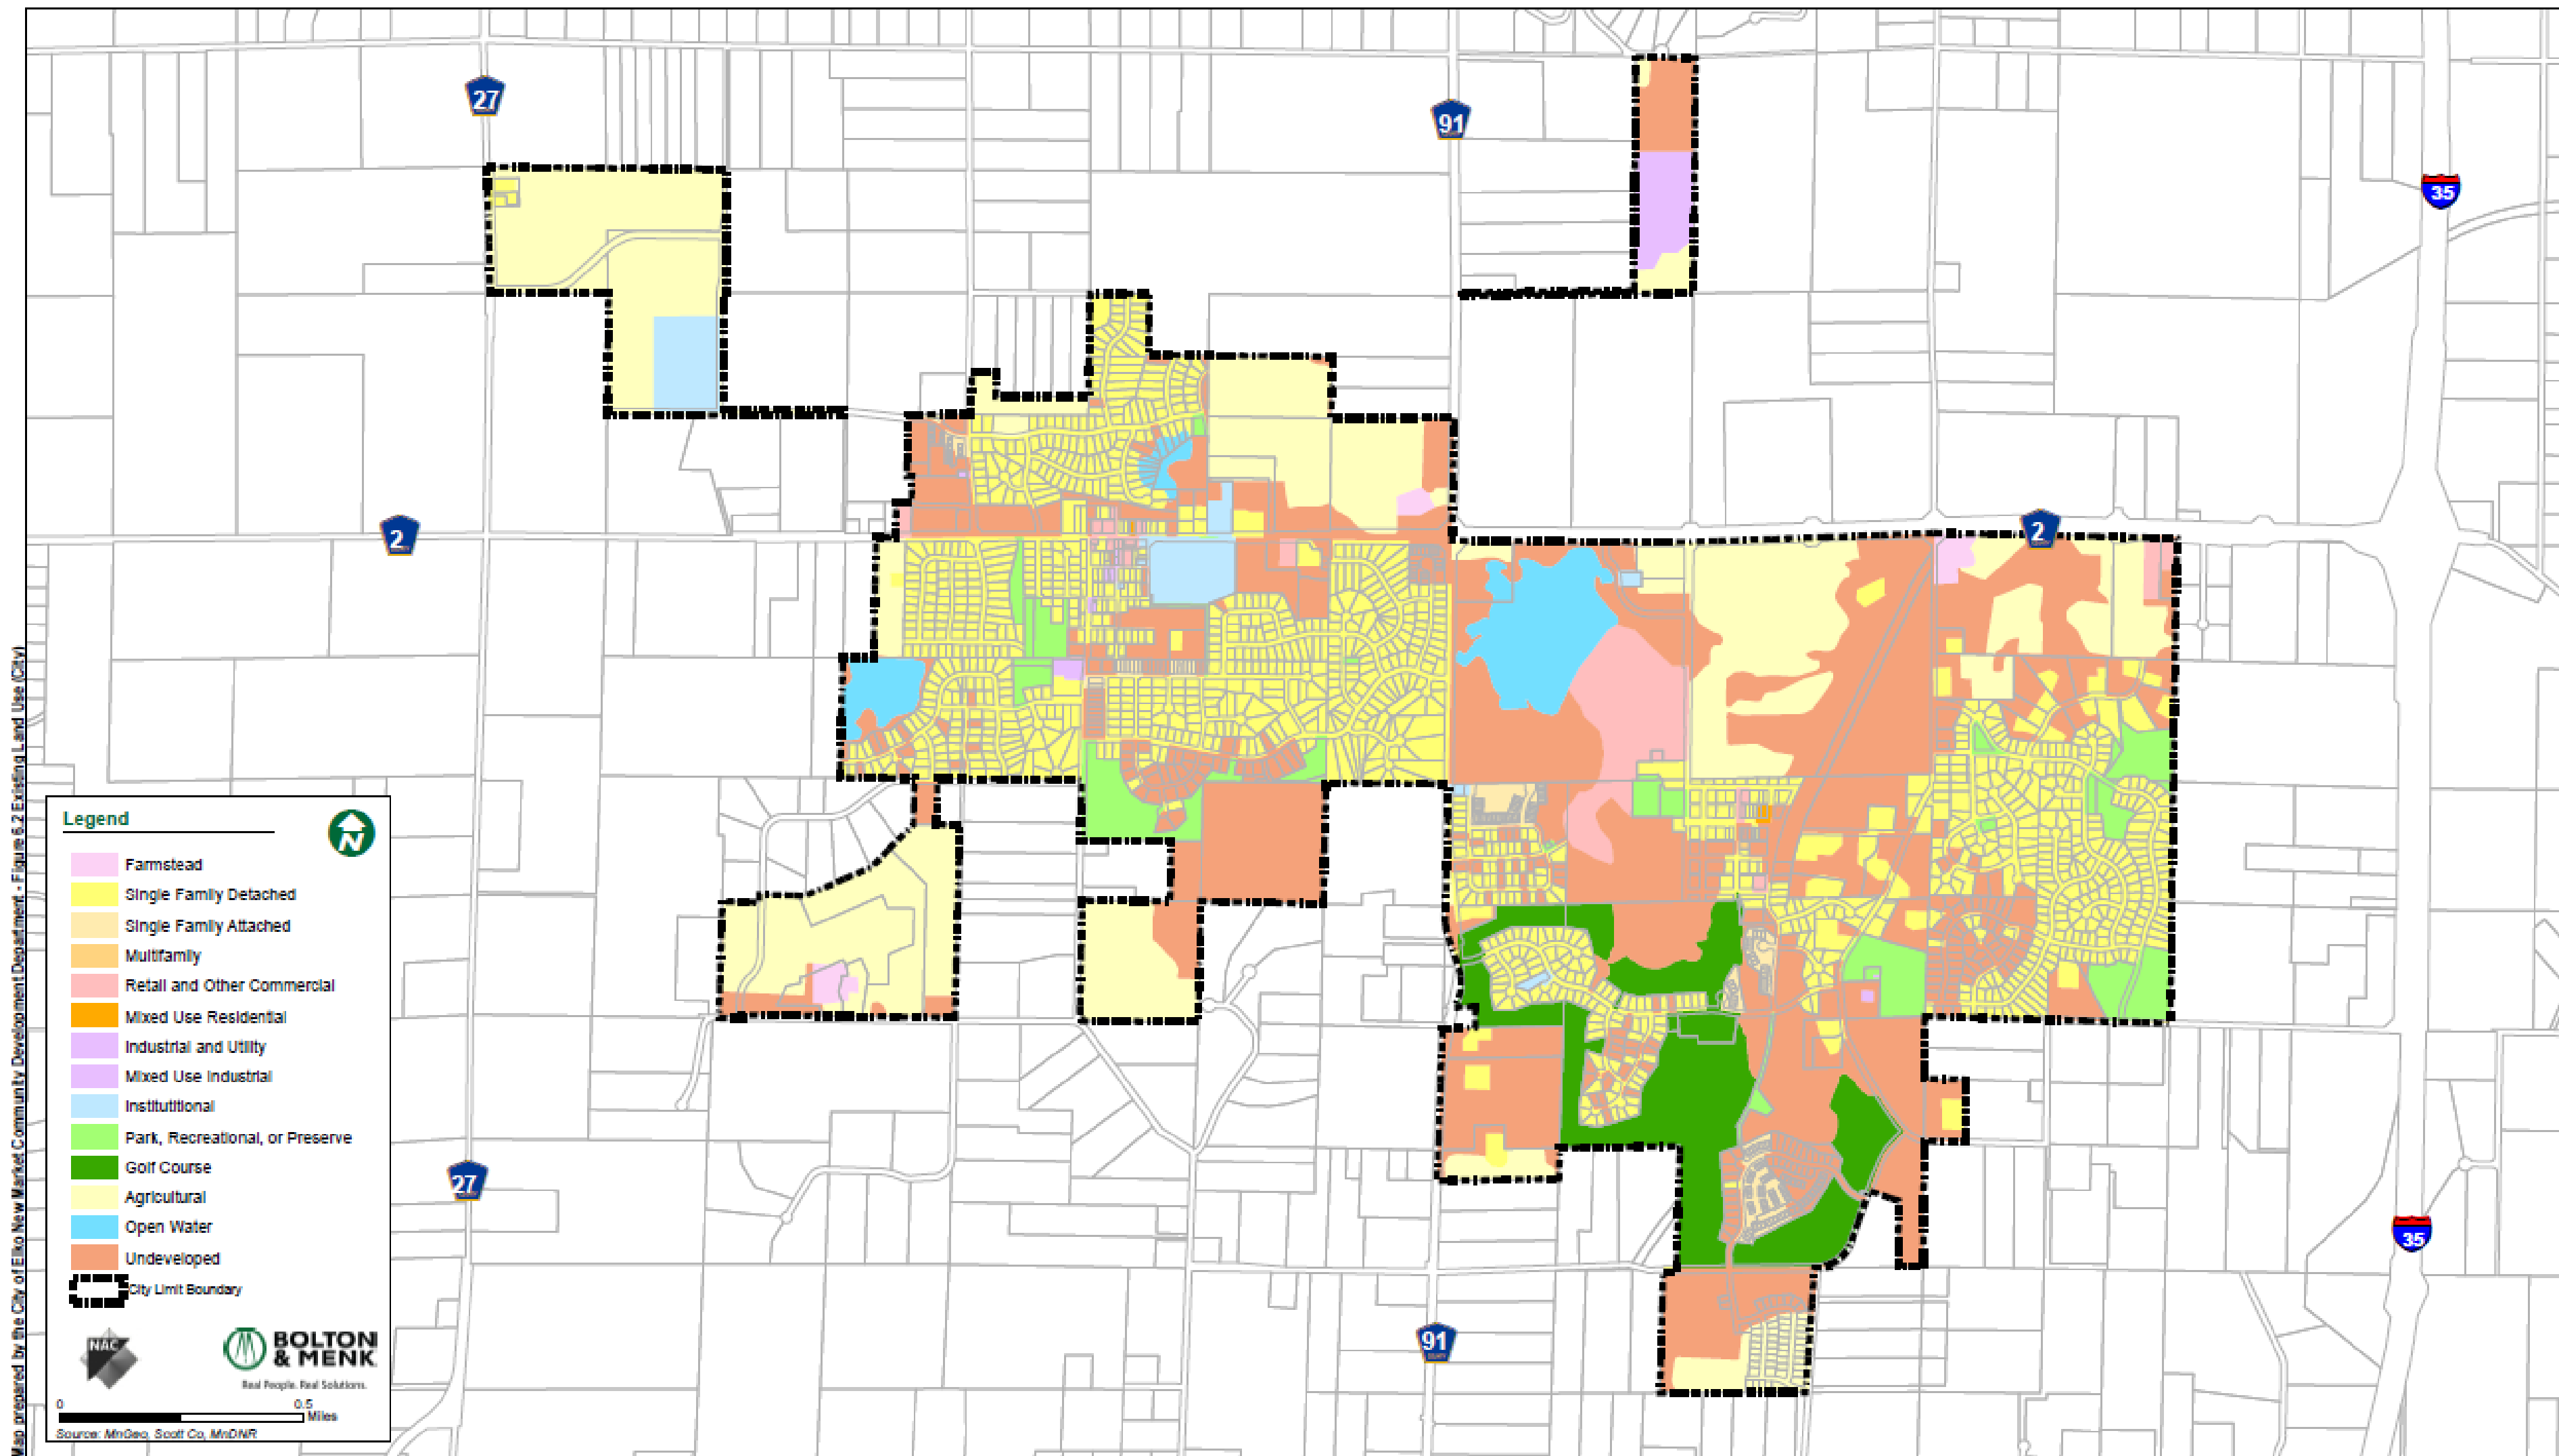 27
91
35
2
2
Map prepared by the City of Elko New Market Community Development Department. - Figure 6.2 Existing Land Use (City)
Legend
N
Farmstead
Single Family Detached
Single Family Attached
Multifamily
Retail and Other Commercial
Mixed Use Residential
Industrial and Utility
Mixed Use Industrial
Institutitional
Park, Recreational, or Preserve
Golf Course
Agricultural
Open Water
Undeveloped
City Limit Boundary
NAC
BOLTON
& MENK
Real People. Real Solutions.
0 0.5
Miles
Source: MnGeo, Scott Co, MnDNR
27
35
91